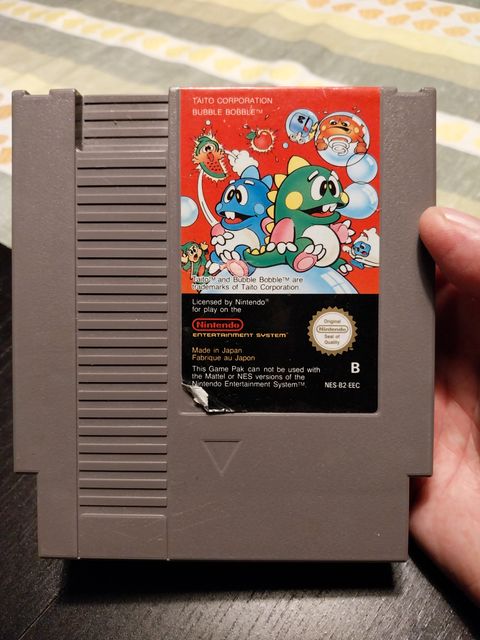 TAITO CORPORATION
BUBBLE BOBBLE™
Taito™ and Bubble Bobble™ are
trademarks of Taito Corporation
Licensed by Nintendo®
for play on the
Nintendo®
ENTERTAINMENT SYSTEM™
Original
Nintendo®
Seal of
Quality
Made in Japan
Fabrique au Japon
This Game Pak can not be used with
the Mattel or NES versions of the
Nintendo Entertainment System™.
B
NES-B2-EEC